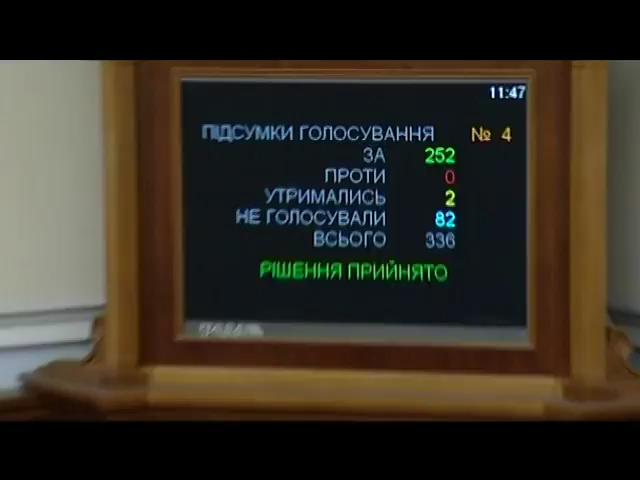 11:47
ПІДСУМКИ ГОЛОСУВАННЯ № 4
ЗА 252
ПРОТИ 0
УТРИМАЛИСЬ 2
НЕ ГОЛОСУВАЛИ 82
ВСЬОГО 336
РІШЕННЯ ПРИЙНЯТО